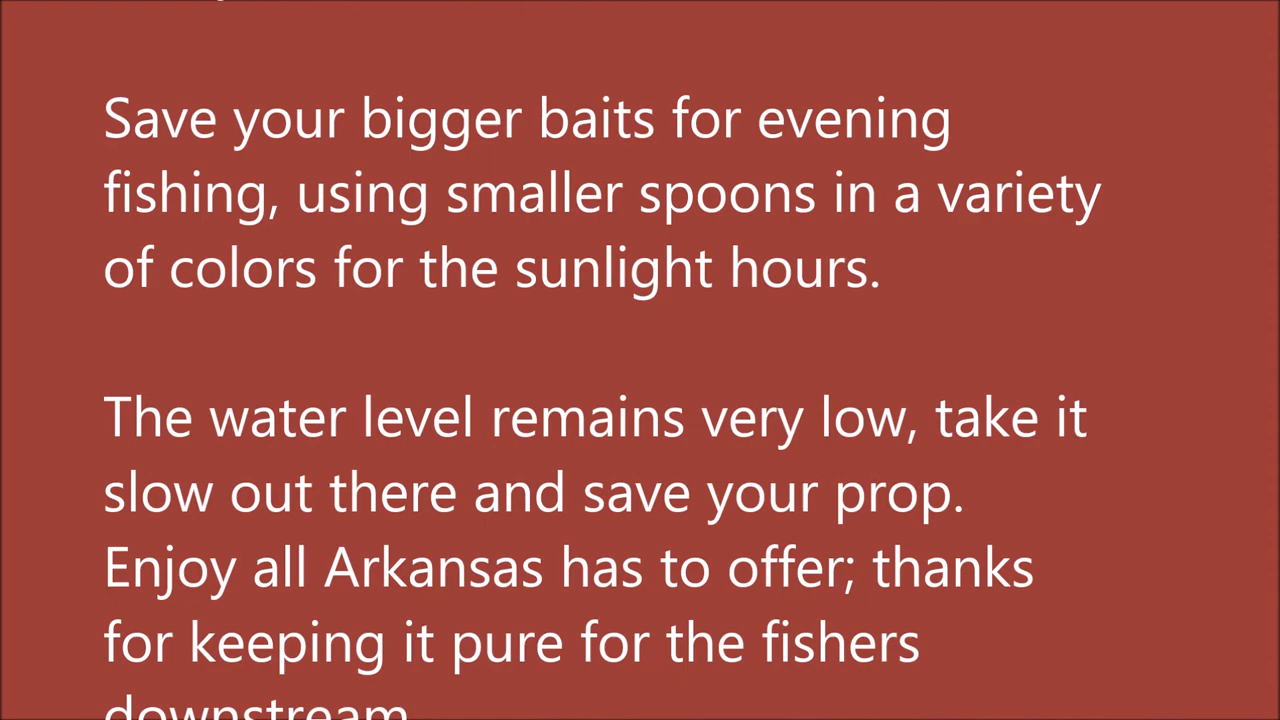 Save your bigger baits for evening
fishing, using smaller spoons in a variety
of colors for the sunlight hours.
The water level remains very low, take it
slow out there and save your prop.
Enjoy all Arkansas has to offer; thanks
for keeping it pure for the fishers
downstream